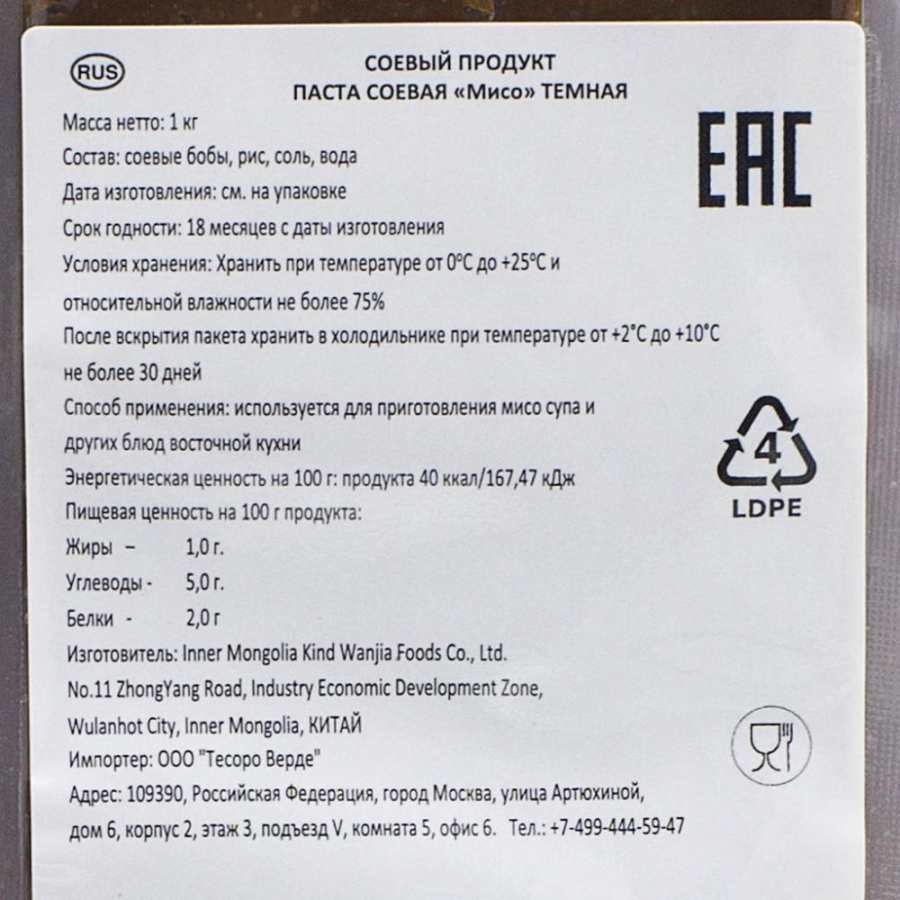 RUS
СОЕВЫЙ ПРОДУКТ
ПАСТА СОЕВАЯ «Мисо» ТЕМНАЯ
Масса нетто: 1 кг
EAC
Состав: соевые бобы, рис, соль, вода
Дата изготовления: см. на упаковке
Срок годности: 18 месяцев с даты изготовления
Условия хранения: Хранить при температуре от 0°С до +25°С и
относительной влажности не более 75%
После вскрытия пакета хранить в холодильнике при температуре от +2°С до +10°С
не более 30 дней
Способ применения: используется для приготовления мисо супа и
других блюд восточной кухни
4
LDPE
Энергетическая ценность на 100 г: продукта 40 ккал/167,47 кДж
Пищевая ценность на 100 г продукта:
Жиры – 1,0 г.
Углеводы - 5,0 г.
Белки - 2,0 г
Изготовитель: Inner Mongolia Kind Wanjia Foods Co., Ltd.
No.11 ZhongYang Road, Industry Economic Development Zone,
Wulanhot City, Inner Mongolia, КИТАЙ
Импортер: ООО "Тесоро Верде"
Адрес: 109390, Российская Федерация, город Москва, улица Артюхиной,
дом 6, корпус 2, этаж 3, подъезд V, комната 5, офис 6. Тел.: +7-499-444-59-47